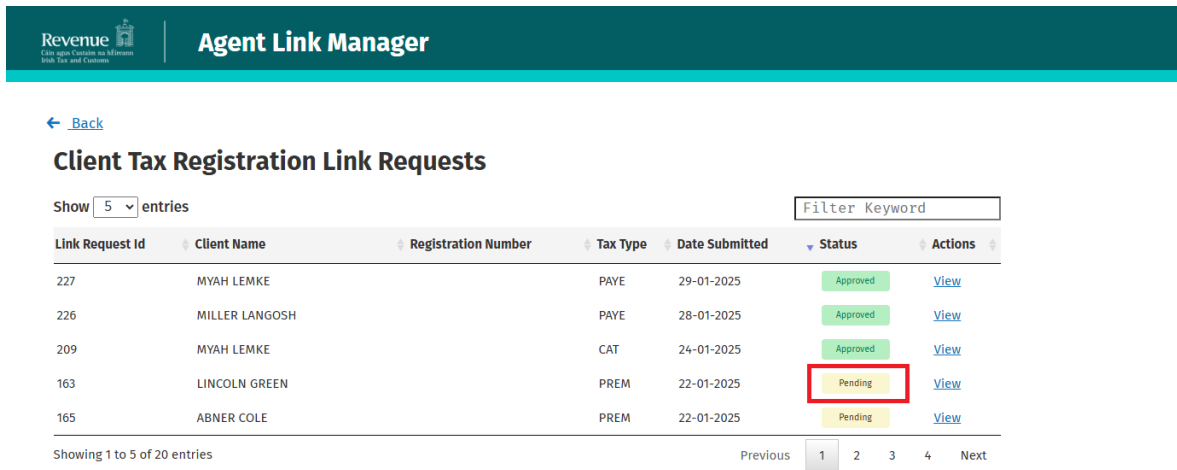 Revenue
Cáin agus Custaim na hÉireann
Irish Tax and Customs
Agent Link Manager
Back
Client Tax Registration Link Requests
Show 5 entries
Filter Keyword
Link Request Id Client Name Registration Number Tax Type Date Submitted Status Actions
227 MYAH LEMKE PAYE 29-01-2025 Approved View
226 MILLER LANGOSH PAYE 28-01-2025 Approved View
209 MYAH LEMKE CAT 24-01-2025 Approved View
163 LINCOLN GREEN PREM 22-01-2025 Pending View
165 ABNER COLE PREM 22-01-2025 Pending View
Showing 1 to 5 of 20 entries
Previous 1 2 3 4 Next